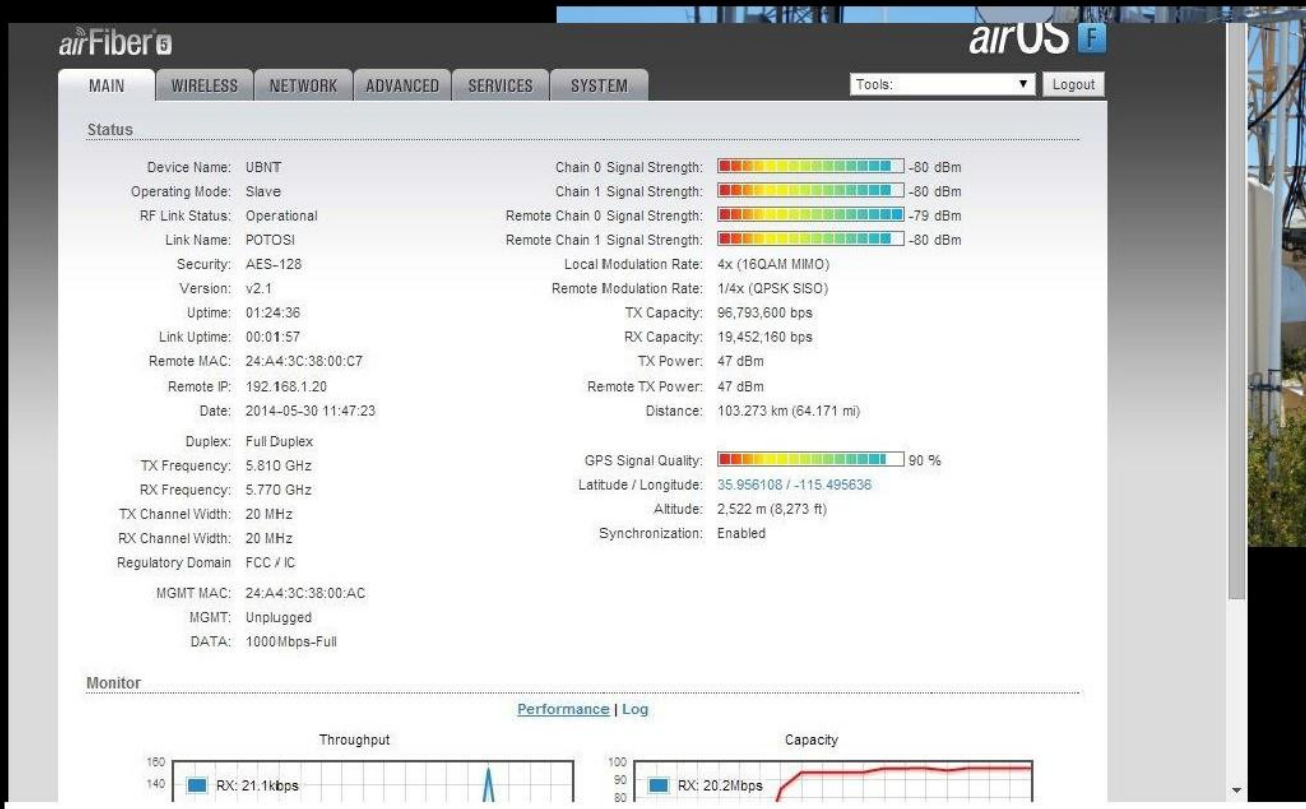 airFiber 5
airOS F
MAIN WIRELESS NETWORK ADVANCED SERVICES SYSTEM Tools: Logout
Status
Device Name: UBNT
Operating Mode: Slave
RF Link Status: Operational
Link Name: POTOSI
Security: AES-128
Version: v2.1
Uptime: 01:24:36
Link Uptime: 00:01:57
Remote MAC: 24:A4:3C:38:00:C7
Remote IP: 192.168.1.20
Date: 2014-05-30 11:47:23
Duplex: Full Duplex
TX Frequency: 5.810 GHz
RX Frequency: 5.770 GHz
TX Channel Width: 20 MHz
RX Channel Width: 20 MHz
Regulatory Domain FCC / IC
MGMT MAC: 24:A4:3C:38:00:AC
MGMT: Unplugged
DATA: 1000Mbps-Full
Chain 0 Signal Strength: -80 dBm
Chain 1 Signal Strength: -80 dBm
Remote Chain 0 Signal Strength: -79 dBm
Remote Chain 1 Signal Strength: -80 dBm
Local Modulation Rate: 4x (16QAM MIMO)
Remote Modulation Rate: 1/4x (QPSK SISO)
TX Capacity: 96,793,600 bps
RX Capacity: 19,452,160 bps
TX Power: 47 dBm
Remote TX Power: 47 dBm
Distance: 103.273 km (64.171 mi)
GPS Signal Quality: 90 %
Latitude / Longitude: 35.956108 / -115.495636
Altitude: 2,522 m (8,273 ft)
Synchronization: Enabled
Monitor
Performance | Log
Throughput
160
140
RX: 21.1kbps
Capacity
100
90
80
RX: 20.2Mbps